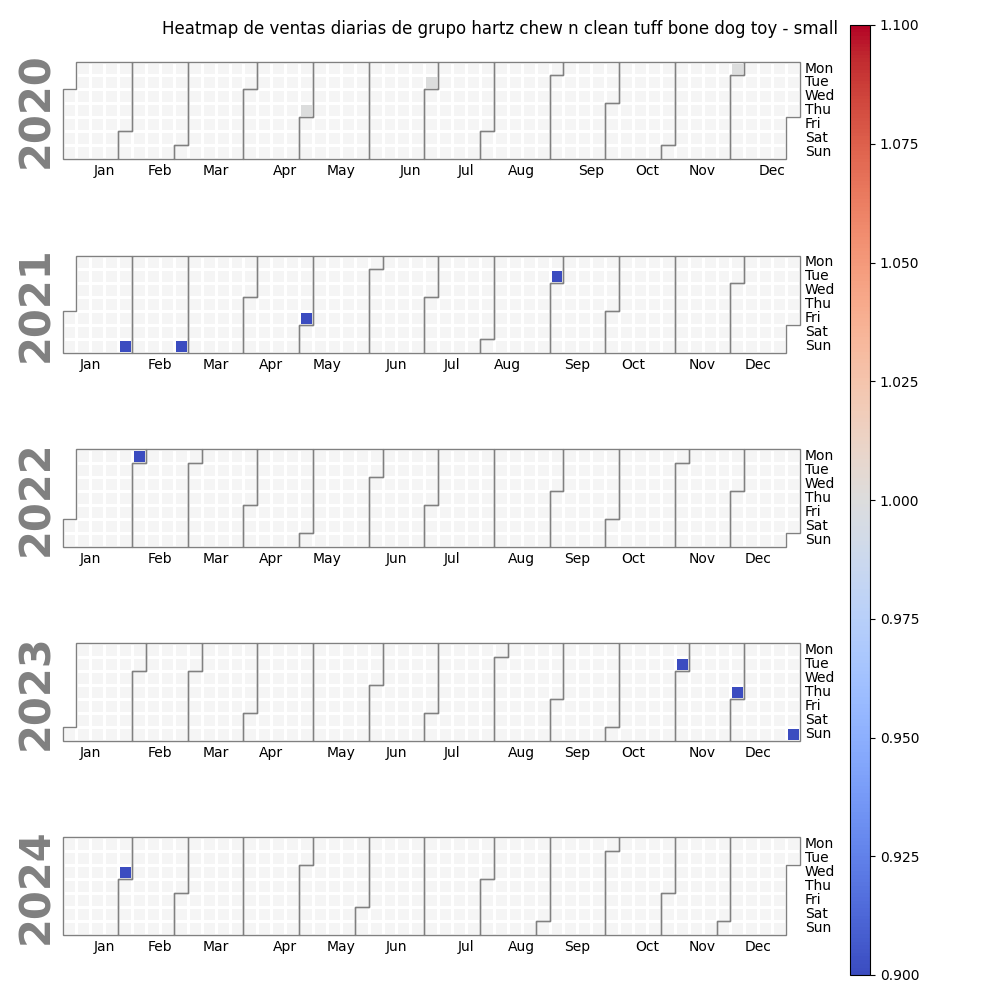 Heatmap de ventas diarias de grupo hartz chew n clean tuff bone dog toy - small
2020
Mon
Tue
Wed
Thu
Fri
Sat
Sun
Jan Feb Mar Apr May Jun Jul Aug Sep Oct Nov Dec
2021
Mon
Tue
Wed
Thu
Fri
Sat
Sun
Jan Feb Mar Apr May Jun Jul Aug Sep Oct Nov Dec
2022
Mon
Tue
Wed
Thu
Fri
Sat
Sun
Jan Feb Mar Apr May Jun Jul Aug Sep Oct Nov Dec
2023
Mon
Tue
Wed
Thu
Fri
Sat
Sun
Jan Feb Mar Apr May Jun Jul Aug Sep Oct Nov Dec
2024
Mon
Tue
Wed
Thu
Fri
Sat
Sun
Jan Feb Mar Apr May Jun Jul Aug Sep Oct Nov Dec
1.100
1.075
1.050
1.025
1.000
0.975
0.950
0.925
0.900